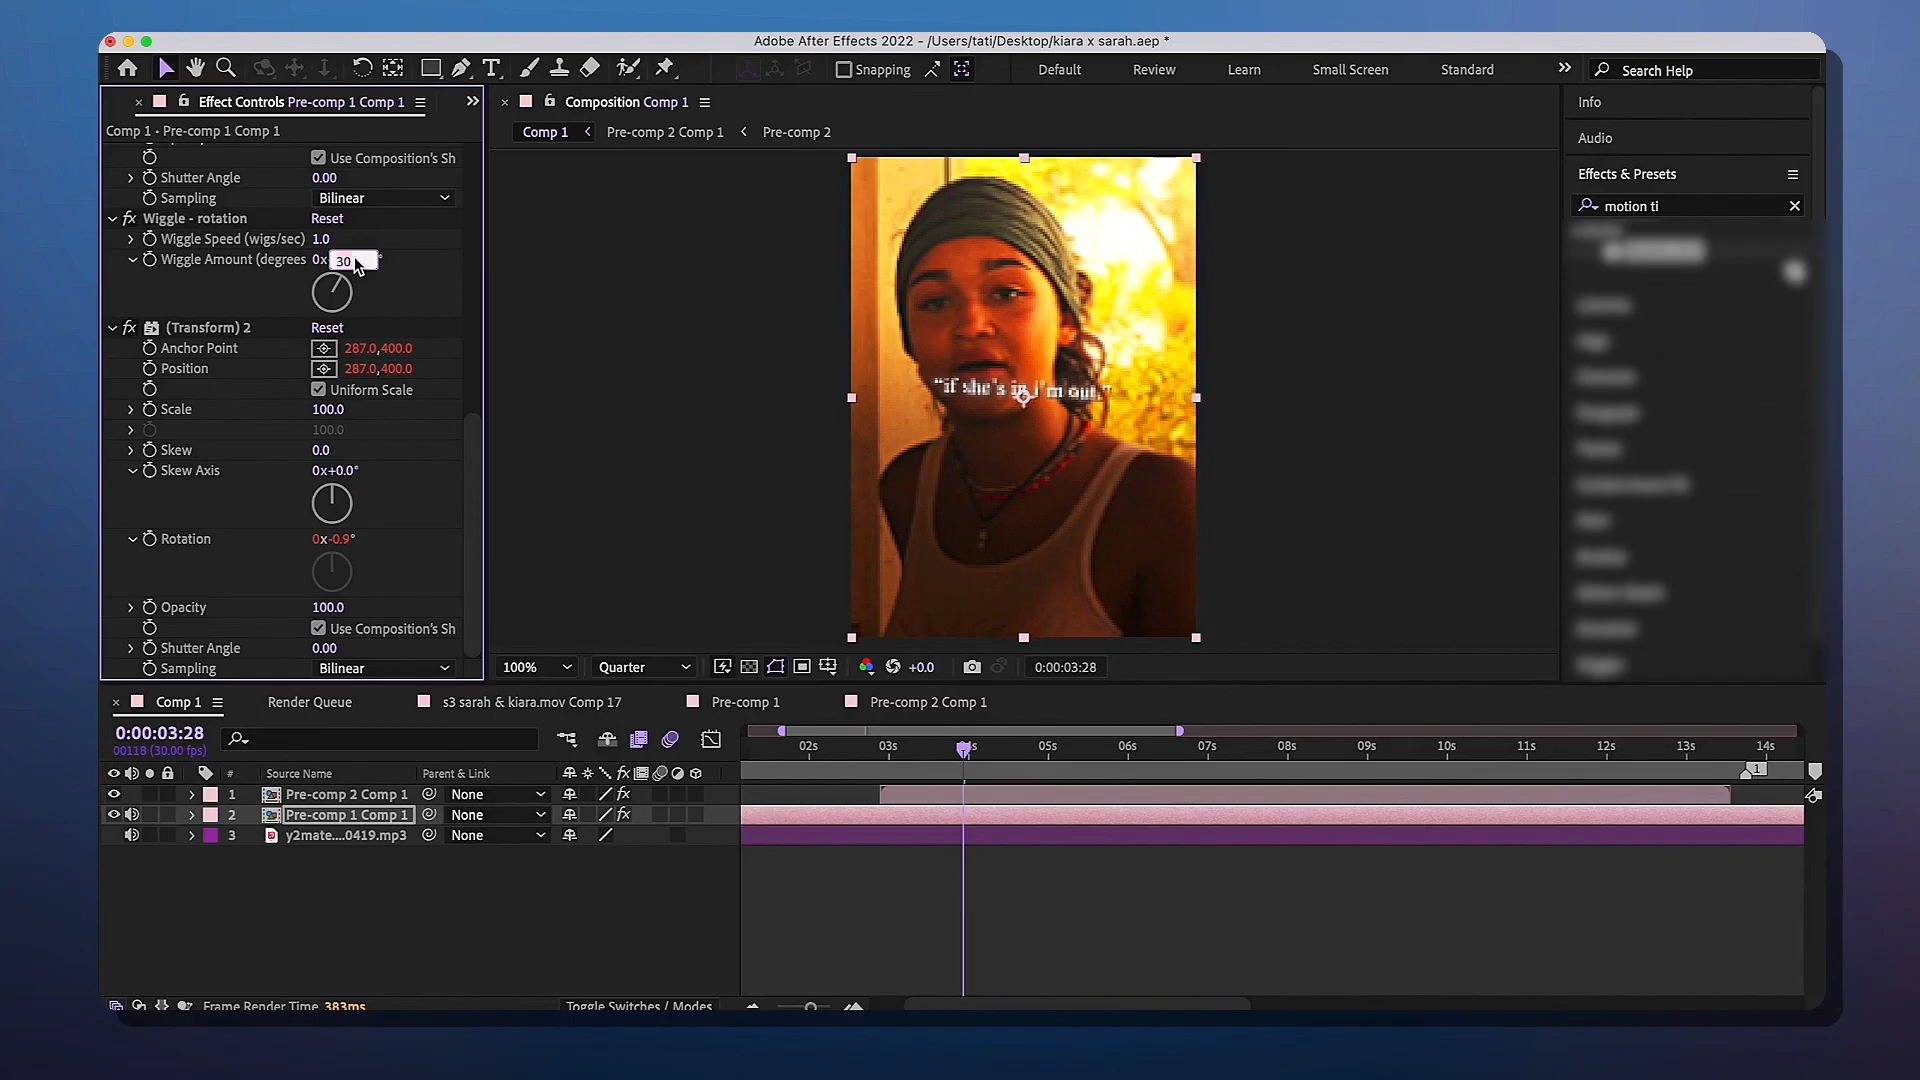 Adobe After Effects 2022 - /Users/tati/Desktop/kiara x sarah.aep *
Snapping
Default
Review
Learn
Small Screen
Standard
Search Help
Effect Controls Pre-comp 1 Comp 1
Comp 1 • Pre-comp 1 Comp 1
Use Composition's Sh
Shutter Angle 0.00
Sampling Bilinear
fx Wiggle - rotation Reset
Wiggle Speed (wigs/sec) 1.0
Wiggle Amount (degrees 0x 30 °
fx (Transform) 2 Reset
Anchor Point 287.0,400.0
Position 287.0,400.0
Uniform Scale
Scale 100.0
100.0
Skew 0.0
Skew Axis 0x+0.0°
Rotation 0x-0.9°
Opacity 100.0
Use Composition's Sh
Shutter Angle 0.00
Sampling Bilinear
Composition Comp 1
Comp 1 Pre-comp 2 Comp 1 Pre-comp 2
"if she's in i'm out."
100% Quarter +0.0 0:00:03:28
Info
Audio
Effects & Presets
motion ti
Comp 1
Render Queue
s3 sarah & kiara.mov Comp 17
Pre-comp 1
Pre-comp 2 Comp 1
0:00:03:28
00118 (30.00 fps)
02s 03s 05s 06s 07s 08s 09s 10s 11s 12s 13s 14s
# Source Name Parent & Link fx
1
1 Pre-comp 2 Comp 1 None fx
2 Pre-comp 1 Comp 1 None fx
3 y2mate....0419.mp3 None
Frame Render Time 383ms
Toggle Switches / Modes